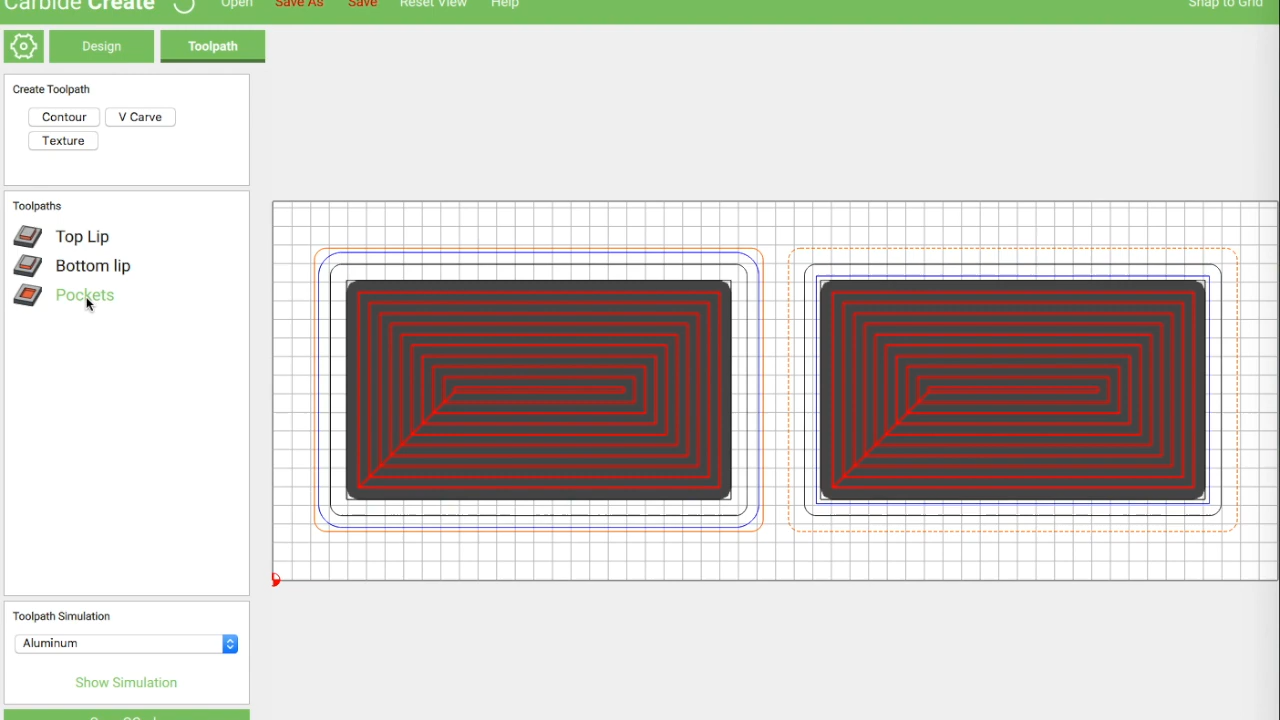 Carbide Create Open Save As Save Reset View Help Snap to Grid
Design Toolpath
Create Toolpath
Contour V Carve
Texture
Toolpaths
Top Lip
Bottom lip
Pockets
Toolpath Simulation
Aluminum
Show Simulation